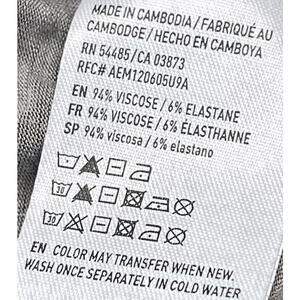 MADE IN CAMBODIA / FABRIQUÉ AU
CAMBODGE / HECHO EN CAMBOYA
RN 54485/CA 03873
RFC# AEM120605U9A
EN 94% VISCOSE / 6% ELASTANE
FR 94% VISCOSE / 6% ÉLASTHANNE
SP 94% viscosa / 6% elastano
30
30
EN COLOR MAY TRANSFER WHEN NEW.
WASH ONCE SEPARATELY IN COLD WATER